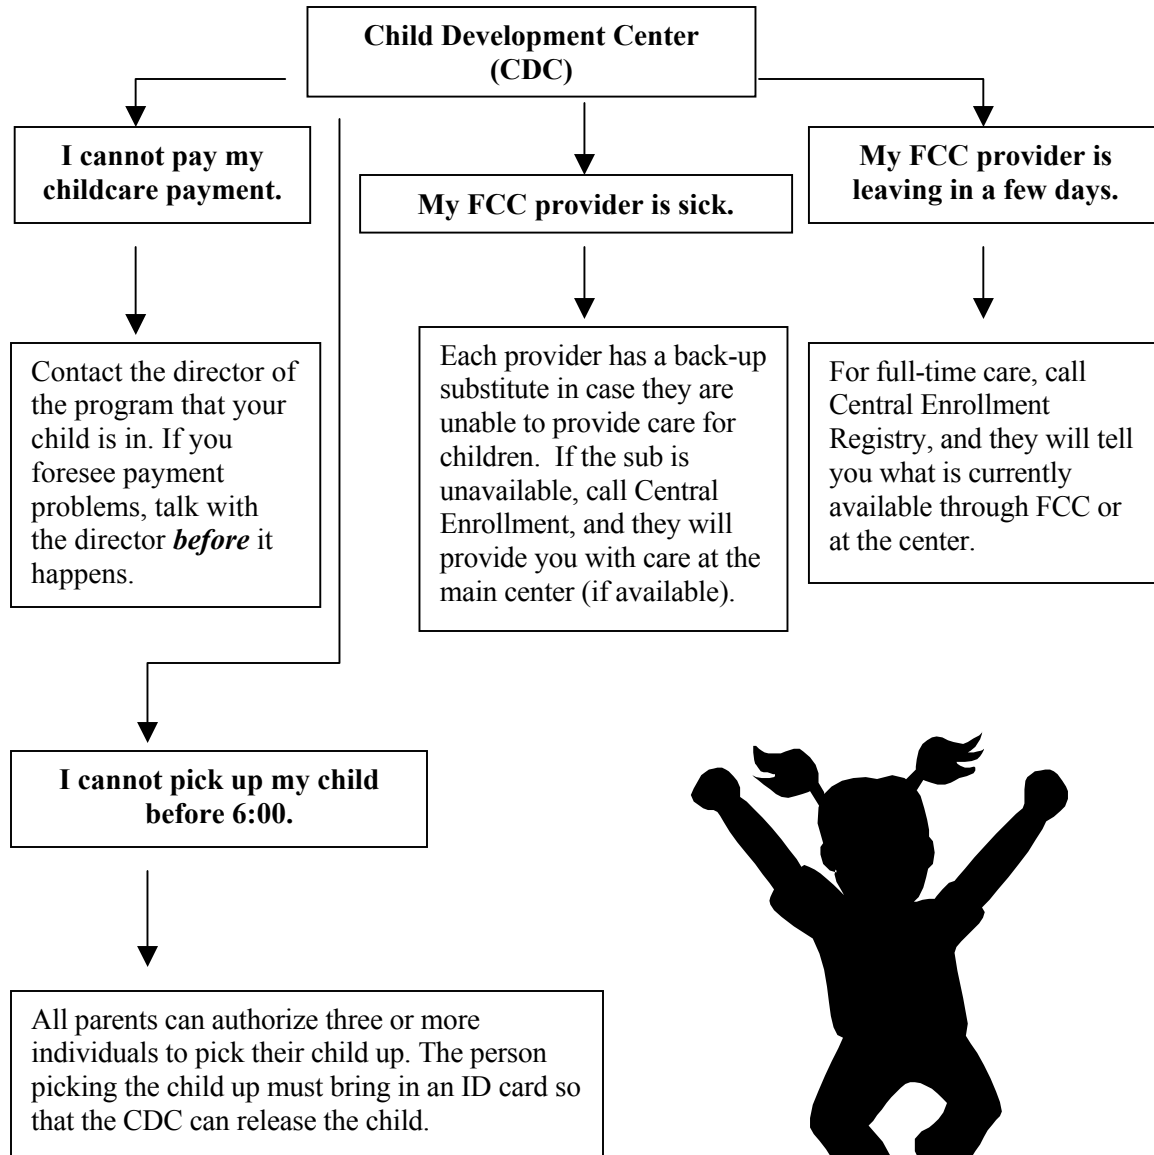 Child Development Center
(CDC)
I cannot pay my
childcare payment.
My FCC provider is sick.
My FCC provider is
leaving in a few days.
Contact the director of
the program that your
child is in. If you
foresee payment
problems, talk with
the director before it
happens.
Each provider has a back-up
substitute in case they are
unable to provide care for
children.  If the sub is
unavailable, call Central
Enrollment, and they will
provide you with care at the
main center (if available).
For full-time care, call
Central Enrollment
Registry, and they will tell
you what is currently
available through FCC or
at the center.
I cannot pick up my child
before 6:00.
All parents can authorize three or more
individuals to pick their child up. The person
picking the child up must bring in an ID card so
that the CDC can release the child.